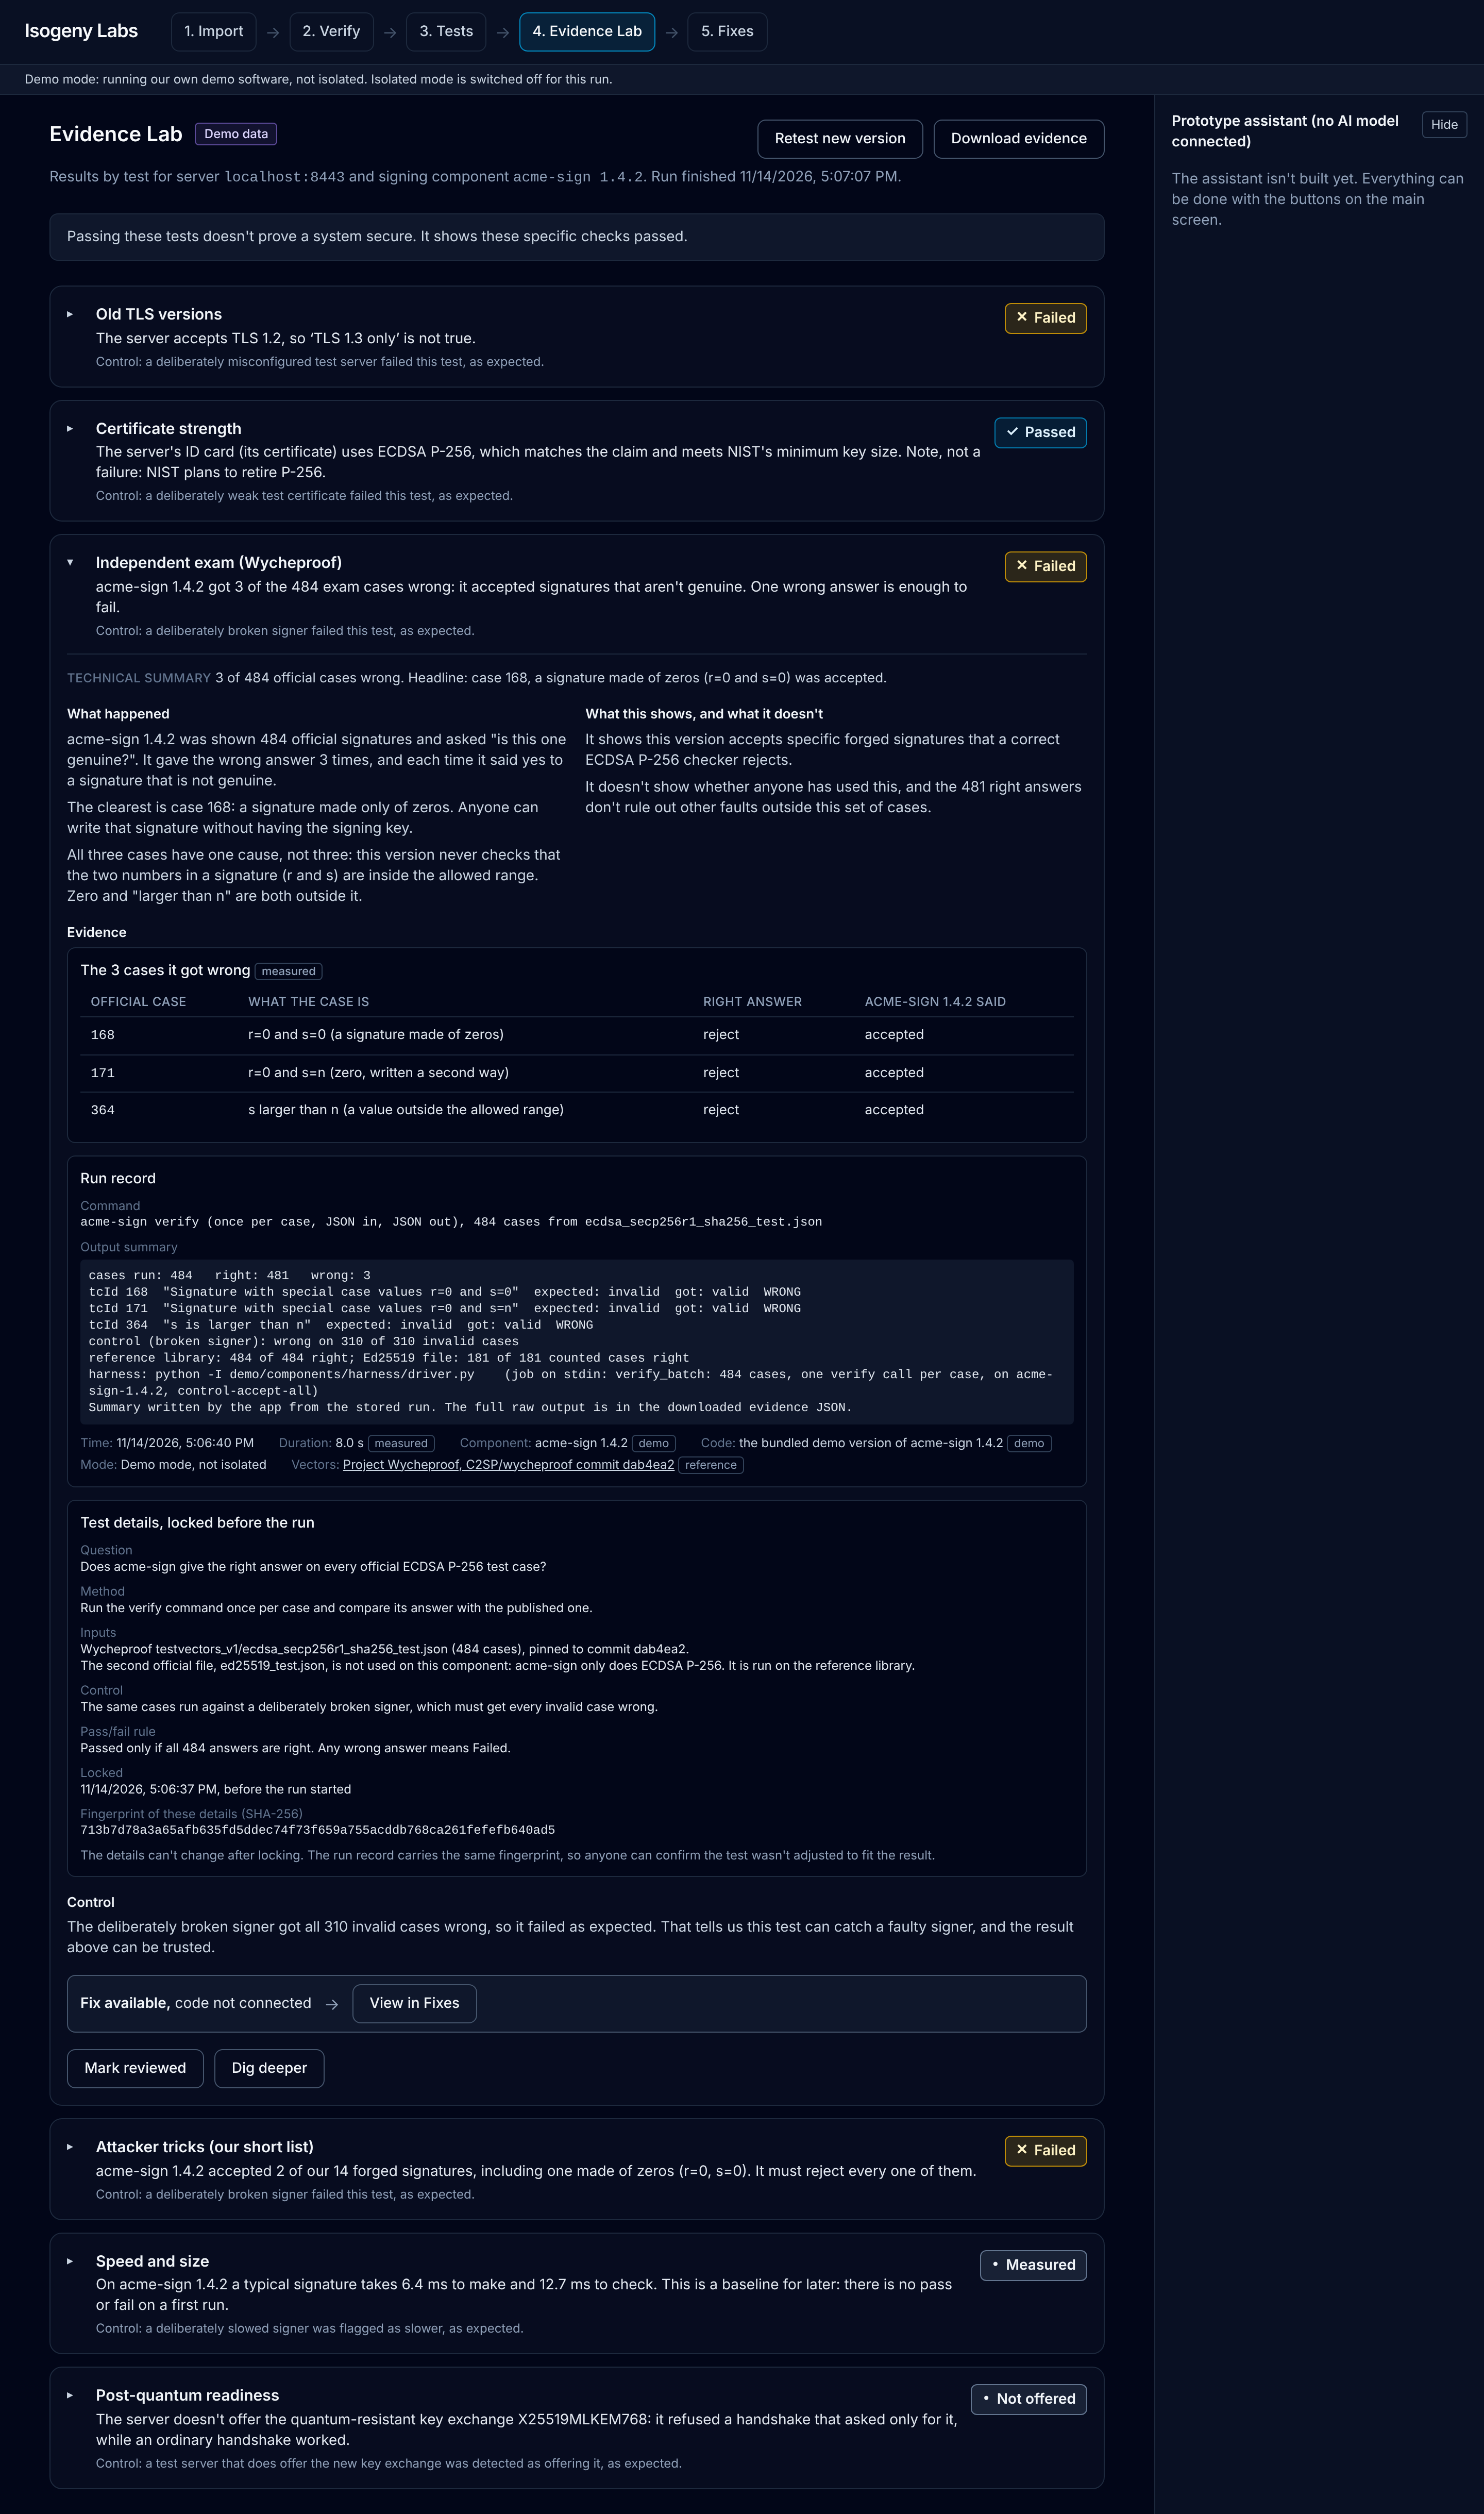 Isogeny Labs
1. Import → 2. Verify → 3. Tests → 4. Evidence Lab → 5. Fixes
Demo mode: running our own demo software, not isolated. Isolated mode is switched off for this run.
Evidence Lab Demo data
Retest new version Download evidence
Results by test for server localhost:8443 and signing component acme-sign 1.4.2. Run finished 11/14/2026, 5:07:07 PM.
Passing these tests doesn't prove a system secure. It shows these specific checks passed.
Prototype assistant (no AI model
connected)
Hide
The assistant isn't built yet. Everything can
be done with the buttons on the main
screen.
▸ Old TLS versions
✕ Failed
The server accepts TLS 1.2, so ‘TLS 1.3 only’ is not true.
Control: a deliberately misconfigured test server failed this test, as expected.
▸ Certificate strength
✓ Passed
The server's ID card (its certificate) uses ECDSA P-256, which matches the claim and meets NIST's minimum key size. Note, not a
failure: NIST plans to retire P-256.
Control: a deliberately weak test certificate failed this test, as expected.
▾ Independent exam (Wycheproof)
✕ Failed
acme-sign 1.4.2 got 3 of the 484 exam cases wrong: it accepted signatures that aren't genuine. One wrong answer is enough to
fail.
Control: a deliberately broken signer failed this test, as expected.
TECHNICAL SUMMARY 3 of 484 official cases wrong. Headline: case 168, a signature made of zeros (r=0 and s=0) was accepted.
What happened
acme-sign 1.4.2 was shown 484 official signatures and asked "is this one
genuine?". It gave the wrong answer 3 times, and each time it said yes to
a signature that is not genuine.
The clearest is case 168: a signature made only of zeros. Anyone can
write that signature without having the signing key.
All three cases have one cause, not three: this version never checks that
the two numbers in a signature (r and s) are inside the allowed range.
Zero and "larger than n" are both outside it.
What this shows, and what it doesn't
It shows this version accepts specific forged signatures that a correct
ECDSA P-256 checker rejects.
It doesn't show whether anyone has used this, and the 481 right answers
don't rule out other faults outside this set of cases.
Evidence
The 3 cases it got wrong measured
OFFICIAL CASE WHAT THE CASE IS RIGHT ANSWER ACME-SIGN 1.4.2 SAID
168 r=0 and s=0 (a signature made of zeros) reject accepted
171 r=0 and s=n (zero, written a second way) reject accepted
364 s larger than n (a value outside the allowed range) reject accepted
Run record
Command
acme-sign verify (once per case, JSON in, JSON out), 484 cases from ecdsa_secp256r1_sha256_test.json
Output summary
cases run: 484 right: 481 wrong: 3
tcId 168 "Signature with special case values r=0 and s=0" expected: invalid got: valid WRONG
tcId 171 "Signature with special case values r=0 and s=n" expected: invalid got: valid WRONG
tcId 364 "s is larger than n" expected: invalid got: valid WRONG
control (broken signer): wrong on 310 of 310 invalid cases
reference library: 484 of 484 right; Ed25519 file: 181 of 181 counted cases right
harness: python -I demo/components/harness/driver.py (job on stdin: verify_batch: 484 cases, one verify call per case, on acme-
sign-1.4.2, control-accept-all)
Summary written by the app from the stored run. The full raw output is in the downloaded evidence JSON.
Time: 11/14/2026, 5:06:40 PM Duration: 8.0 s measured Component: acme-sign 1.4.2 demo Code: the bundled demo version of acme-sign 1.4.2 demo
Mode: Demo mode, not isolated Vectors: Project Wycheproof, C2SP/wycheproof commit dab4ea2 reference
Test details, locked before the run
Question
Does acme-sign give the right answer on every official ECDSA P-256 test case?
Method
Run the verify command once per case and compare its answer with the published one.
Inputs
Wycheproof testvectors_v1/ecdsa_secp256r1_sha256_test.json (484 cases), pinned to commit dab4ea2.
The second official file, ed25519_test.json, is not used on this component: acme-sign only does ECDSA P-256. It is run on the reference library.
Control
The same cases run against a deliberately broken signer, which must get every invalid case wrong.
Pass/fail rule
Passed only if all 484 answers are right. Any wrong answer means Failed.
Locked
11/14/2026, 5:06:37 PM, before the run started
Fingerprint of these details (SHA-256)
713b7d78a3a65afb635fd5ddec74f73f659a755acddb768ca261fefefb640ad5
The details can't change after locking. The run record carries the same fingerprint, so anyone can confirm the test wasn't adjusted to fit the result.
Control
The deliberately broken signer got all 310 invalid cases wrong, so it failed as expected. That tells us this test can catch a faulty signer, and the result
above can be trusted.
Fix available, code not connected → View in Fixes
Mark reviewed Dig deeper
▸ Attacker tricks (our short list)
✕ Failed
acme-sign 1.4.2 accepted 2 of our 14 forged signatures, including one made of zeros (r=0, s=0). It must reject every one of them.
Control: a deliberately broken signer failed this test, as expected.
▸ Speed and size
• Measured
On acme-sign 1.4.2 a typical signature takes 6.4 ms to make and 12.7 ms to check. This is a baseline for later: there is no pass
or fail on a first run.
Control: a deliberately slowed signer was flagged as slower, as expected.
▸ Post-quantum readiness
• Not offered
The server doesn't offer the quantum-resistant key exchange X25519MLKEM768: it refused a handshake that asked only for it,
while an ordinary handshake worked.
Control: a test server that does offer the new key exchange was detected as offering it, as expected.